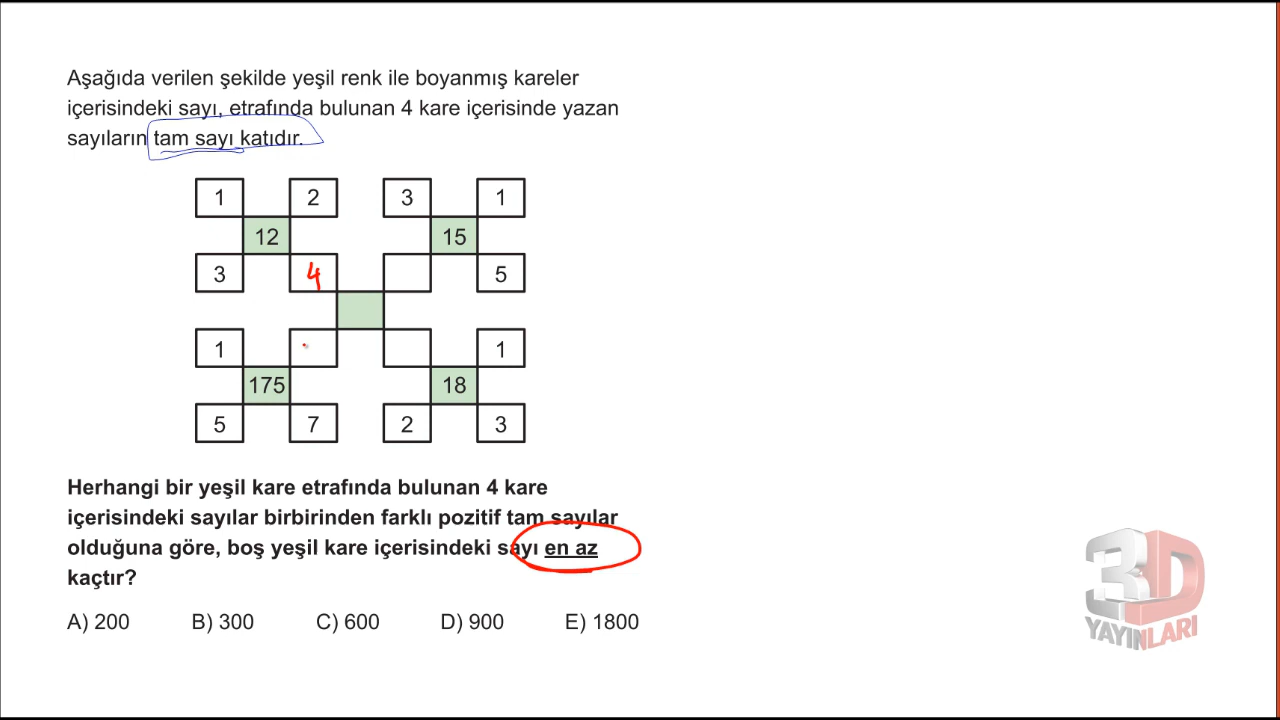 Aşağıda verilen şekilde yeşil renk ile boyanmış kareler
içerisindeki sayı, etrafında bulunan 4 kare içerisinde yazan
sayıların tam sayı katıdır.
1 2 3 1
12 15
3 4 5
1 1
175 18
5 7 2 3
Herhangi bir yeşil kare etrafında bulunan 4 kare
içerisindeki sayılar birbirinden farklı pozitif tam sayılar
olduğuna göre, boş yeşil kare içerisindeki sayı en az
kaçtır?
A) 200 B) 300 C) 600 D) 900 E) 1800
3D
YAYINLARI